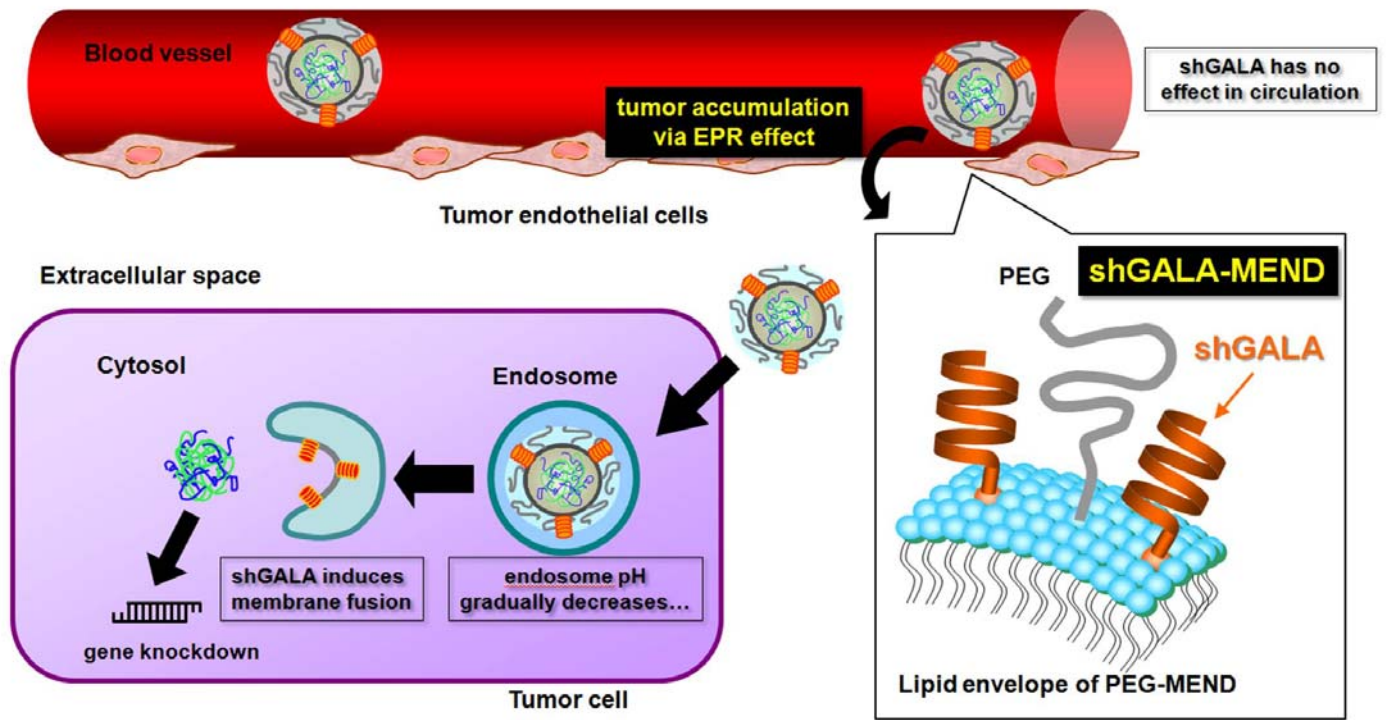 Blood vessel
tumor accumulation
via EPR effect
shGALA has no
effect in circulation
Tumor endothelial cells
Extracellular space
PEG
shGALA-MEND
shGALA
Cytosol
Endosome
shGALA induces
membrane fusion
endosome pH
gradually decreases…
gene knockdown
Tumor cell
Lipid envelope of PEG-MEND